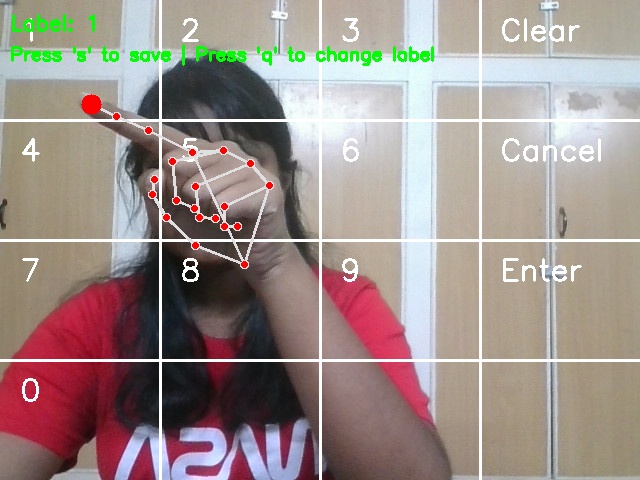 Label: 1
1 2 3 Clear
Press 's' to save | Press 'q' to change label
4 5 6 Cancel
7 8 9 Enter
0
NASA